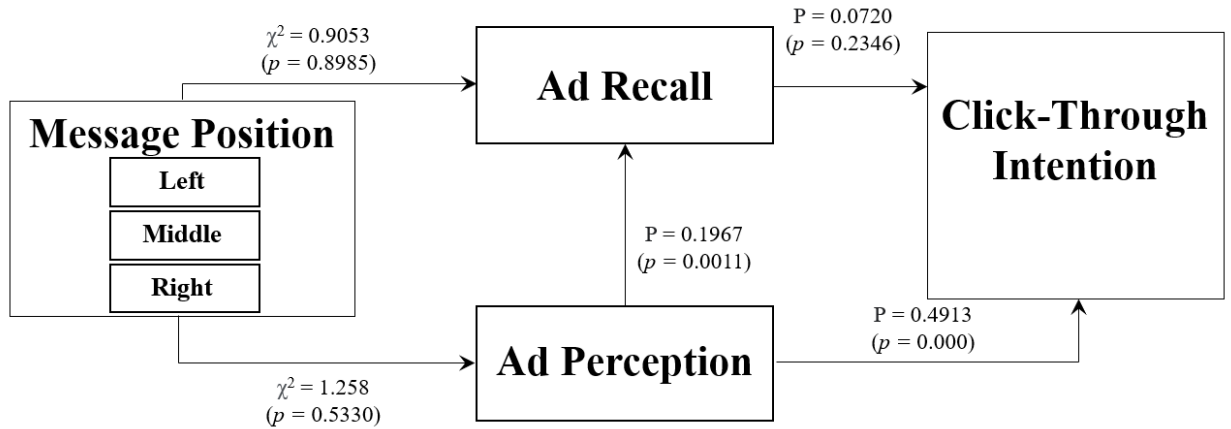 χ² = 0.9053
(p = 0.8985)
Ad Recall
P = 0.0720
(p = 0.2346)
Click-Through
Intention
Message Position
Left
Middle
Right
P = 0.1967
(p = 0.0011)
Ad Perception
P = 0.4913
(p = 0.000)
χ² = 1.258
(p = 0.5330)